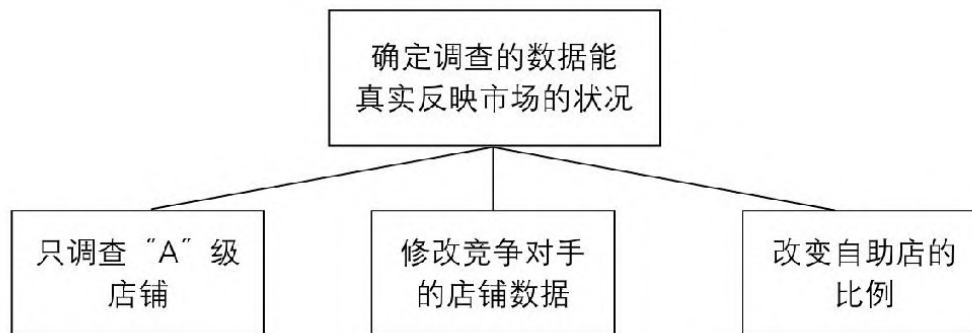 确定调查的数据能
真实反映市场的状况
只调查“A”级
店铺
修改竞争对手
的店铺数据
改变自助店的
比例